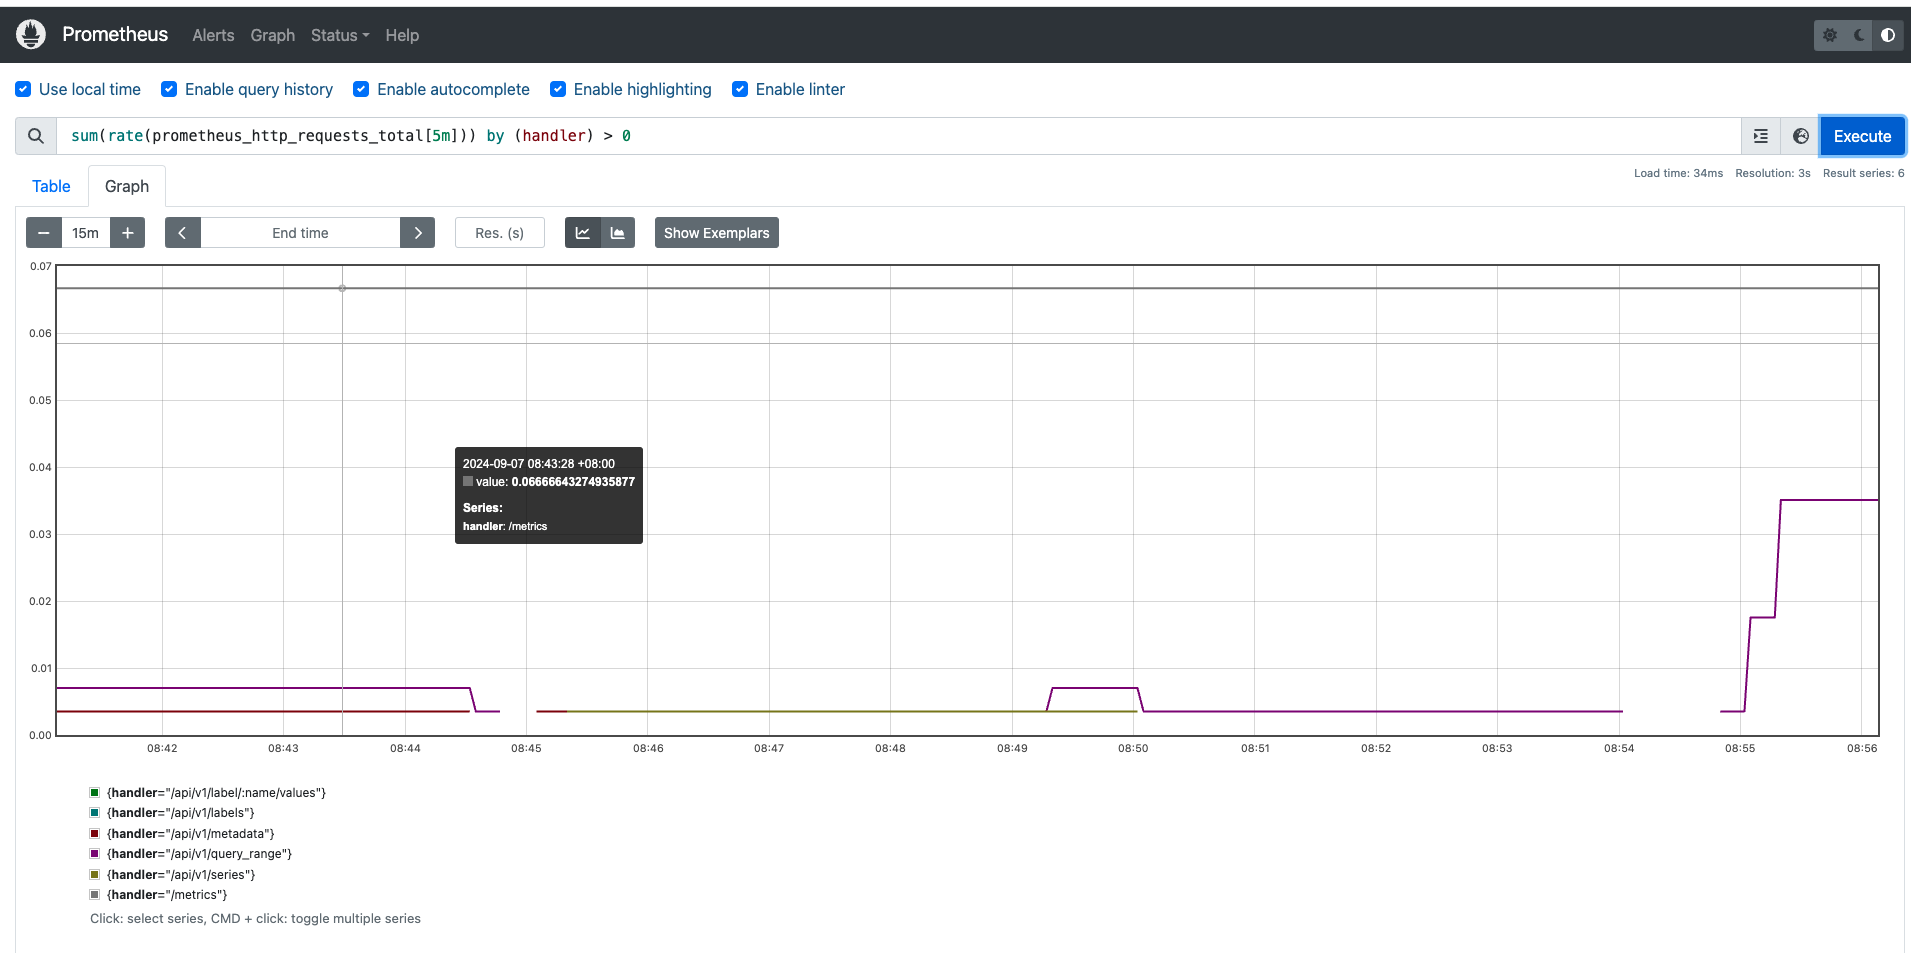 Prometheus Alerts Graph Status Help
Use local time Enable query history Enable autocomplete Enable highlighting Enable linter
sum(rate(prometheus_http_requests_total[5m])) by (handler) > 0
Execute
Table Graph
Load time: 34ms Resolution: 3s Result series: 6
15m End time Res. (s) Show Exemplars
0.07
0.06
0.05
0.04
0.03
0.02
0.01
0.00
2024-09-07 08:43:28 +08:00
value: 0.06666643274935877
Series:
handler: /metrics
08:42 08:43 08:44 08:45 08:46 08:47 08:48 08:49 08:50 08:51 08:52 08:53 08:54 08:55 08:56
{handler="/api/v1/label/:name/values"}
{handler="/api/v1/labels"}
{handler="/api/v1/metadata"}
{handler="/api/v1/query_range"}
{handler="/api/v1/series"}
{handler="/metrics"}
Click: select series, CMD + click: toggle multiple series